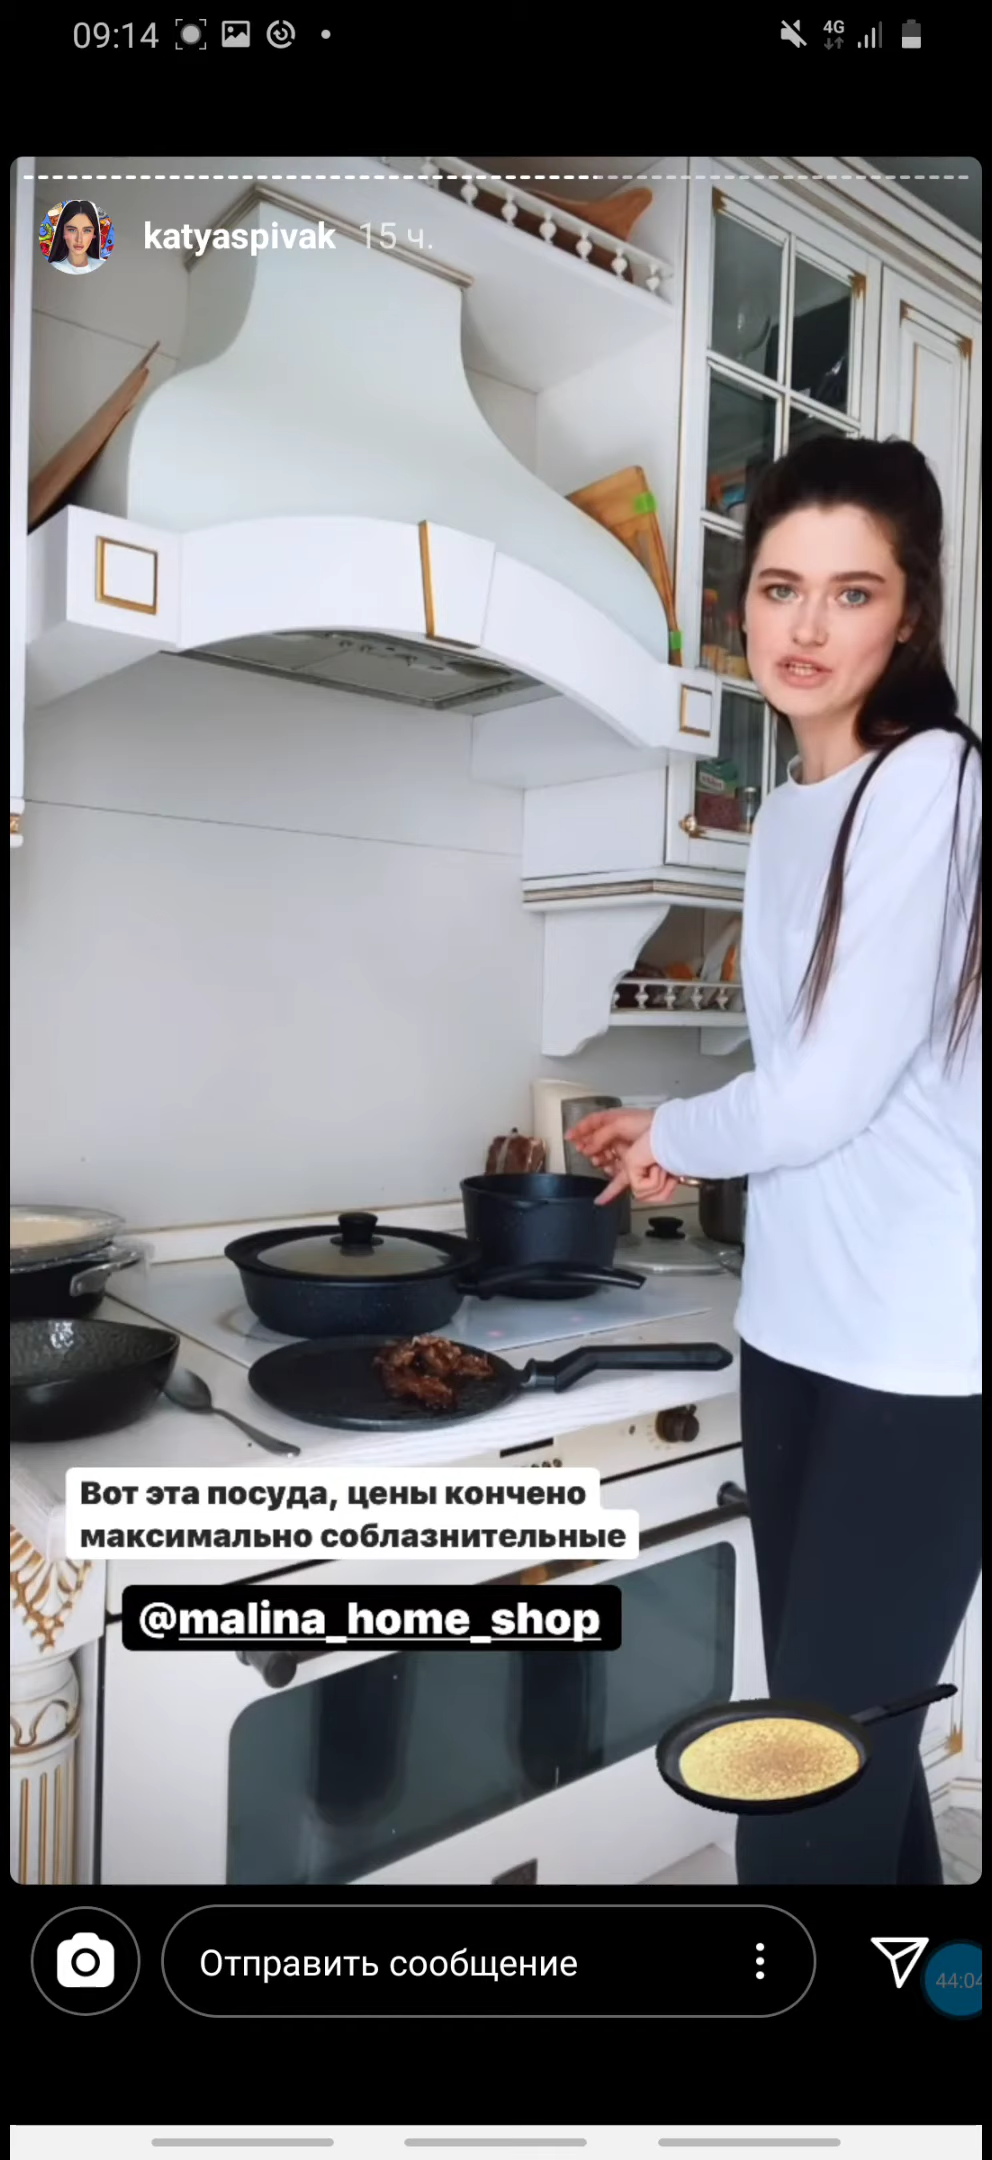 09:14
4G
katyaspivak 15 ч.
Вот эта посуда, цены кончено
максимально соблазнительные
@malina_home_shop
Отправить сообщение
44:04